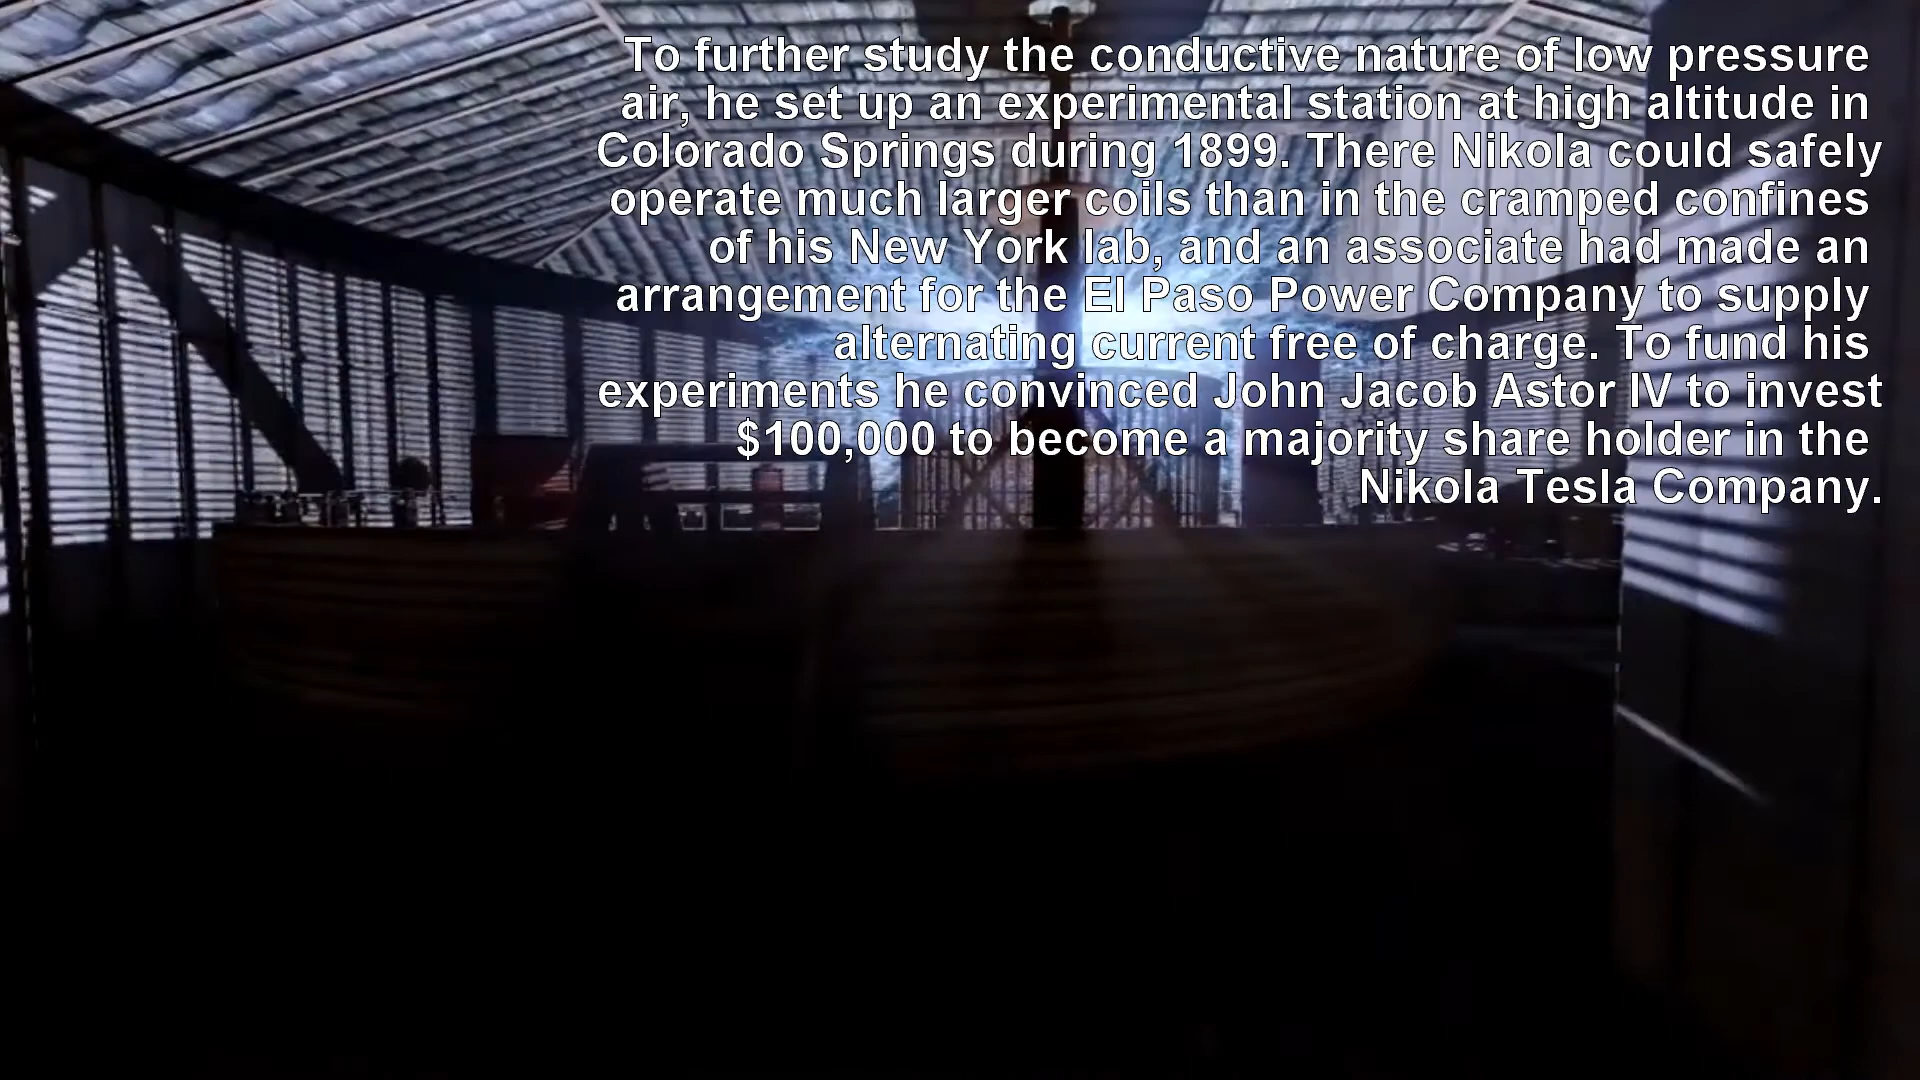 To further study the conductive nature of low pressure
air, he set up an experimental station at high altitude in
Colorado Springs during 1899. There Nikola could safely
operate much larger coils than in the cramped confines
of his New York lab, and an associate had made an
arrangement for the El Paso Power Company to supply
alternating current free of charge. To fund his
experiments he convinced John Jacob Astor IV to invest
$100,000 to become a majority share holder in the
Nikola Tesla Company.